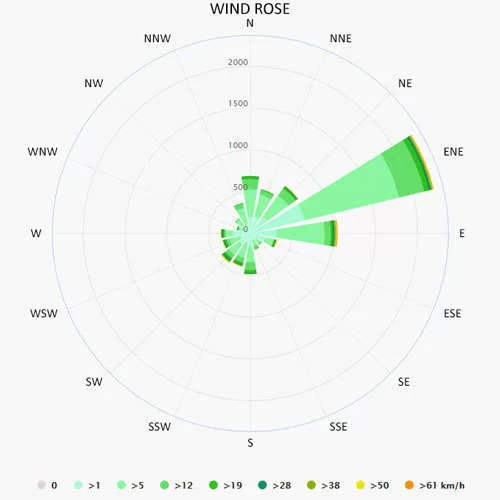 WIND ROSE
N
NNW
NNE
2000
NW
NE
1500
1000
WNW
ENE
500
0
W
E
WSW
ESE
SW
SE
SSW
SSE
S
0 >1 >5 >12 >19 >28 >38 >50 >61 km/h